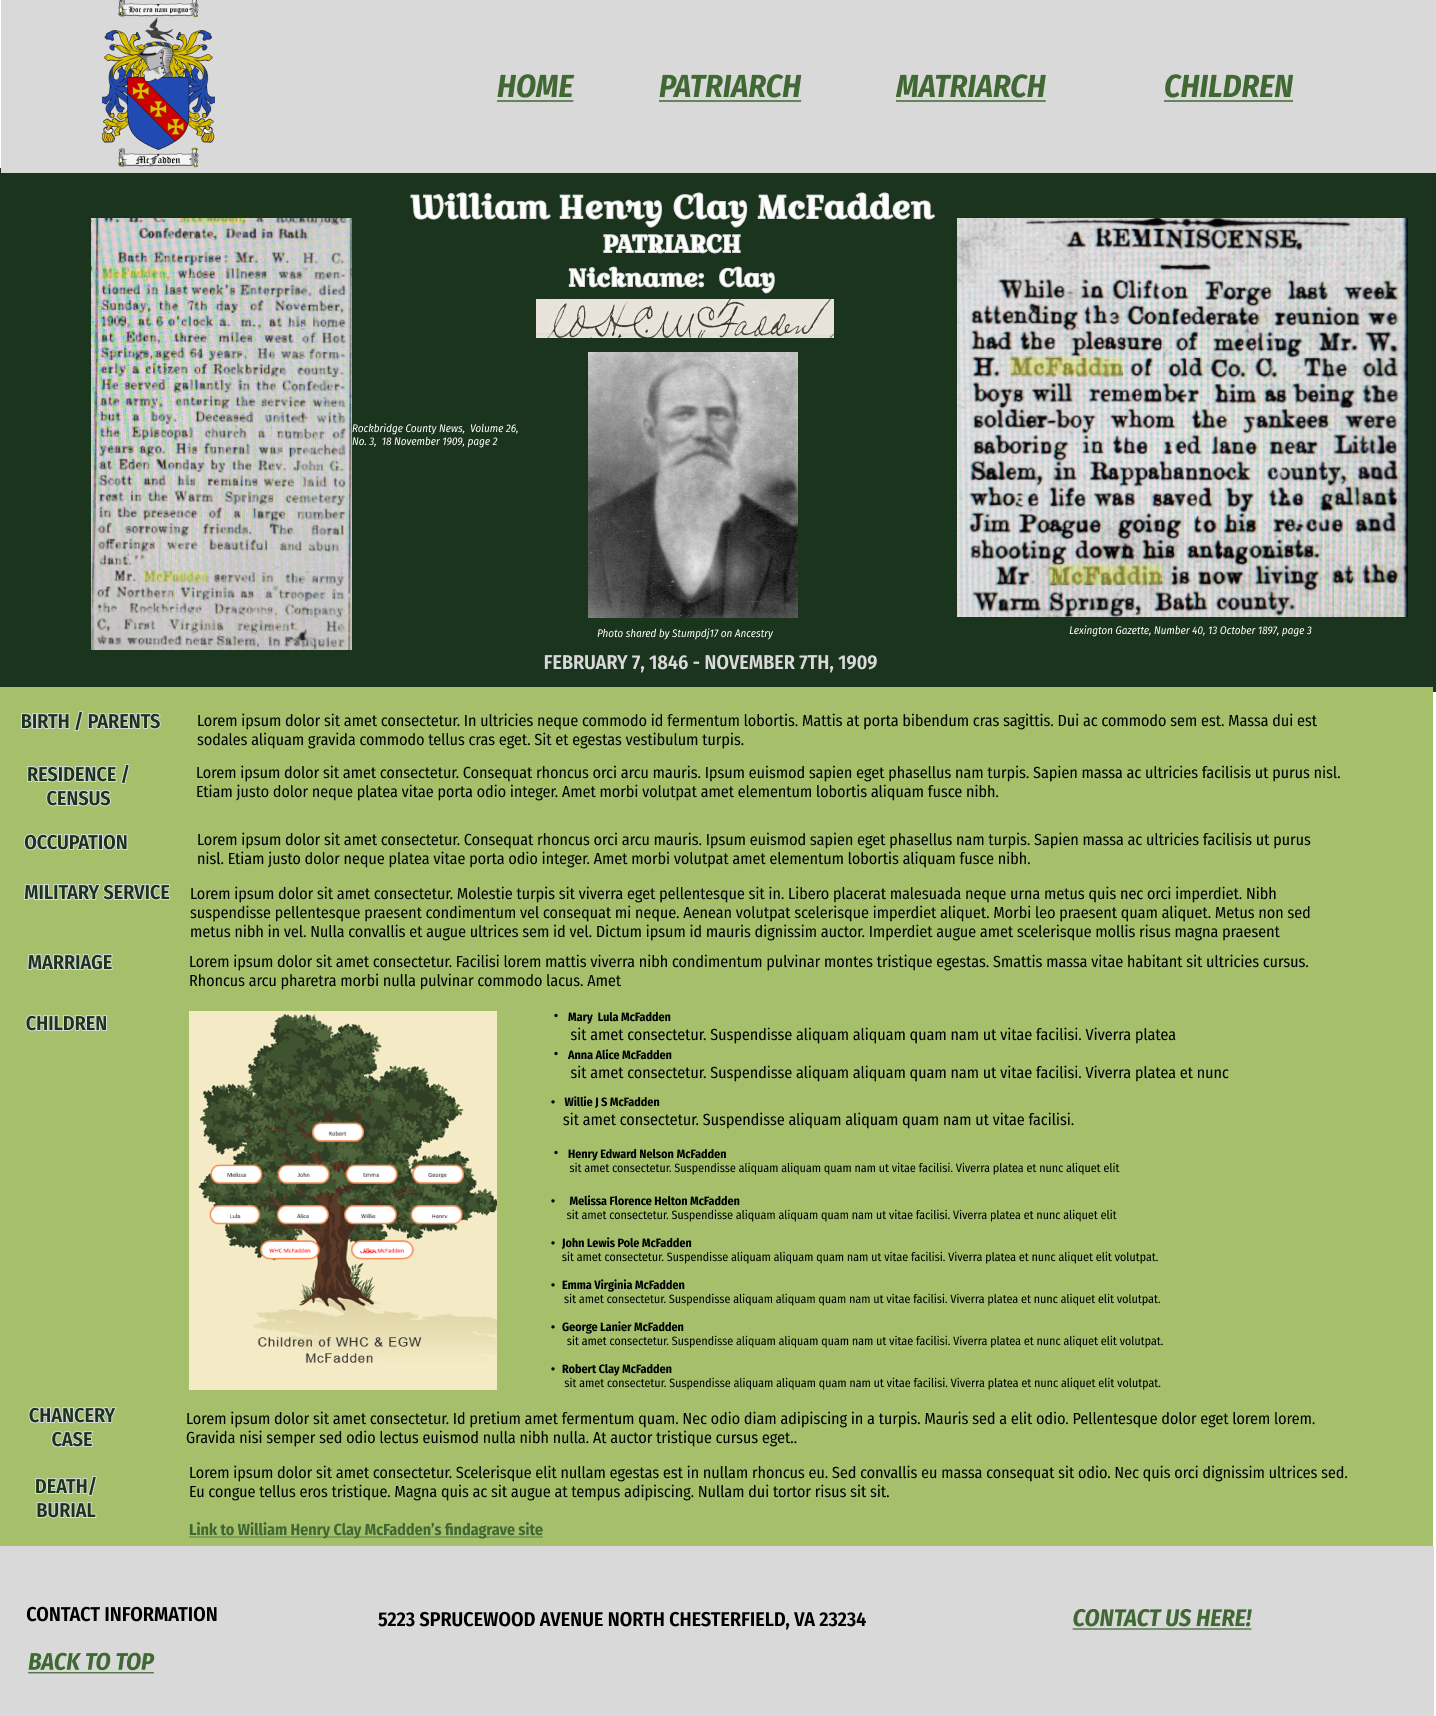 Hoc ero nam pugno
McFadden
HOME
PATRIARCH
MATRIARCH
CHILDREN
William Henry Clay McFadden
PATRIARCH
Nickname: Clay
W. H. C. McFadden
W. H. C. McFadden, a Rockbridge
Confederate, Dead in Bath
Bath Enterprise: Mr. W. H. C.
McFadden, whose illness was men-
tioned in last week's Enterprise, died
Sunday, the 7th day of November,
1909, at 6 o'clock a. m., at his home
at Eden, three miles west of Hot
Springs, aged 64 years. He was form-
erly a citizen of Rockbridge county.
He served gallantly in the Confeder-
ate army, entering the service when
but a boy. Deceased united with
the Episcopal church a number of
years ago. His funeral was preached
at Eden Monday by the Rev. John G.
Scott and his remains were laid to
rest in the Warm Springs cemetery
in the presence of a large number
of sorrowing friends. The floral
offerings were beautiful and abun
dant."
Mr. McFadden served in the army
of Northern Virginia as a trooper in
the Rockbridge Dragoons, Company
C, First Virginia regiment. He
was wounded near Salem, in Fauquier
Rockbridge County News, Volume 26,
No. 3, 18 November 1909, page 2
Photo shared by Stumpdj17 on Ancestry
FEBRUARY 7, 1846 - NOVEMBER 7TH, 1909
A REMINISCENSE.
While in Clifton Forge last week
attending the Confederate reunion we
had the pleasure of meeling Mr. W.
H. McFaddin of old Co. C. The old
boys will remember him as being the
soldier-boy whom the yankees were
saboring in the red lane near Little
Salem, in Rappahannock county, and
whose life was saved by the gallant
Jim Poague going to his rescue and
shooting down his antagonists.
Mr McFaddin is now living at the
Warm Springs, Bath county.
Lexington Gazette, Number 40, 13 October 1897, page 3
BIRTH / PARENTS
Lorem ipsum dolor sit amet consectetur. In ultricies neque commodo id fermentum lobortis. Mattis at porta bibendum cras sagittis. Dui ac commodo sem est. Massa dui est
sodales aliquam gravida commodo tellus cras eget. Sit et egestas vestibulum turpis.
RESIDENCE /
CENSUS
Lorem ipsum dolor sit amet consectetur. Consequat rhoncus orci arcu mauris. Ipsum euismod sapien eget phasellus nam turpis. Sapien massa ac ultricies facilisis ut purus nisl.
Etiam justo dolor neque platea vitae porta odio integer. Amet morbi volutpat amet elementum lobortis aliquam fusce nibh.
OCCUPATION
Lorem ipsum dolor sit amet consectetur. Consequat rhoncus orci arcu mauris. Ipsum euismod sapien eget phasellus nam turpis. Sapien massa ac ultricies facilisis ut purus
nisl. Etiam justo dolor neque platea vitae porta odio integer. Amet morbi volutpat amet elementum lobortis aliquam fusce nibh.
MILITARY SERVICE
Lorem ipsum dolor sit amet consectetur. Molestie turpis sit viverra eget pellentesque sit in. Libero placerat malesuada neque urna metus quis nec orci imperdiet. Nibh
suspendisse pellentesque praesent condimentum vel consequat mi neque. Aenean volutpat scelerisque imperdiet aliquet. Morbi leo praesent quam aliquet. Metus non sed
metus nibh in vel. Nulla convallis et augue ultrices sem id vel. Dictum ipsum id mauris dignissim auctor. Imperdiet augue amet scelerisque mollis risus magna praesent
MARRIAGE
Lorem ipsum dolor sit amet consectetur. Facilisi lorem mattis viverra nibh condimentum pulvinar montes tristique egestas. Smattis massa vitae habitant sit ultricies cursus.
Rhoncus arcu pharetra morbi nulla pulvinar commodo lacus. Amet
CHILDREN
Robert
Melissa John Emma George
Lula Alice Willie Henry
WHC McFadden McFadden
Children of WHC & EGW
McFadden
• Mary Lula McFadden
sit amet consectetur. Suspendisse aliquam aliquam quam nam ut vitae facilisi. Viverra platea
• Anna Alice McFadden
sit amet consectetur. Suspendisse aliquam aliquam quam nam ut vitae facilisi. Viverra platea et nunc
• Willie J S McFadden
sit amet consectetur. Suspendisse aliquam aliquam quam nam ut vitae facilisi.
• Henry Edward Nelson McFadden
sit amet consectetur. Suspendisse aliquam aliquam quam nam ut vitae facilisi. Viverra platea et nunc aliquet elit
• Melissa Florence Helton McFadden
sit amet consectetur. Suspendisse aliquam aliquam quam nam ut vitae facilisi. Viverra platea et nunc aliquet elit
• John Lewis Pole McFadden
sit amet consectetur. Suspendisse aliquam aliquam quam nam ut vitae facilisi. Viverra platea et nunc aliquet elit volutpat.
• Emma Virginia McFadden
sit amet consectetur. Suspendisse aliquam aliquam quam nam ut vitae facilisi. Viverra platea et nunc aliquet elit volutpat.
• George Lanier McFadden
sit amet consectetur. Suspendisse aliquam aliquam quam nam ut vitae facilisi. Viverra platea et nunc aliquet elit volutpat.
• Robert Clay McFadden
sit amet consectetur. Suspendisse aliquam aliquam quam nam ut vitae facilisi. Viverra platea et nunc aliquet elit volutpat.
CHANCERY
CASE
Lorem ipsum dolor sit amet consectetur. Id pretium amet fermentum quam. Nec odio diam adipiscing in a turpis. Mauris sed a elit odio. Pellentesque dolor eget lorem lorem.
Gravida nisi semper sed odio lectus euismod nulla nibh nulla. At auctor tristique cursus eget..
DEATH/
BURIAL
Lorem ipsum dolor sit amet consectetur. Scelerisque elit nullam egestas est in nullam rhoncus eu. Sed convallis eu massa consequat sit odio. Nec quis orci dignissim ultrices sed.
Eu congue tellus eros tristique. Magna quis ac sit augue at tempus adipiscing. Nullam dui tortor risus sit sit.
Link to William Henry Clay McFadden's findagrave site
CONTACT INFORMATION
5223 SPRUCEWOOD AVENUE NORTH CHESTERFIELD, VA 23234
CONTACT US HERE!
BACK TO TOP